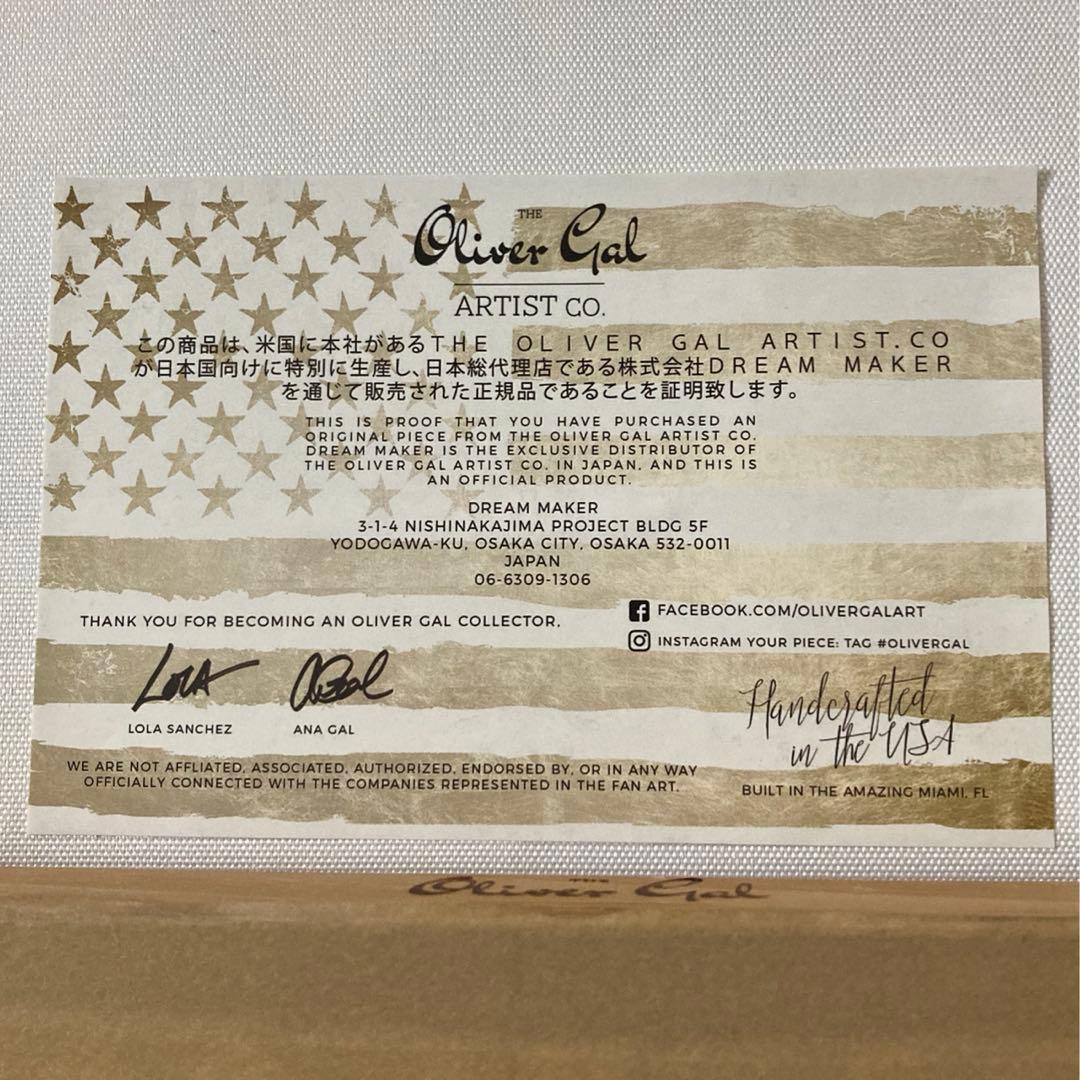 THE
Oliver Gal
ARTIST CO.
この商品は、米国に本社があるTHE OLIVER GAL ARTIST.CO
が日本国向けに特別に生産し、日本総代理店である株式会社DREAM MAKER
を通じて販売された正規品であることを証明致します。
THIS IS PROOF THAT YOU HAVE PURCHASED AN
ORIGINAL PIECE FROM THE OLIVER GAL ARTIST CO.
DREAM MAKER IS THE EXCLUSIVE DISTRIBUTOR OF
THE OLIVER GAL ARTIST CO. IN JAPAN, AND THIS IS
AN OFFICIAL PRODUCT.
DREAM MAKER
3-1-4 NISHINAKAJIMA PROJECT BLDG 5F
YODOGAWA-KU, OSAKA CITY, OSAKA 532-0011
JAPAN
06-6309-1306
THANK YOU FOR BECOMING AN OLIVER GAL COLLECTOR,
FACEBOOK.COM/OLIVERGALART
INSTAGRAM YOUR PIECE: TAG #OLIVERGAL
LOLA
LOLA SANCHEZ
ANA GAL
Handcrafted
in the USA
WE ARE NOT AFFLIATED, ASSOCIATED, AUTHORIZED, ENDORSED BY, OR IN ANY WAY
OFFICIALLY CONNECTED WITH THE COMPANIES REPRESENTED IN THE FAN ART.
BUILT IN THE AMAZING MIAMI, FL
THE
Oliver Gal